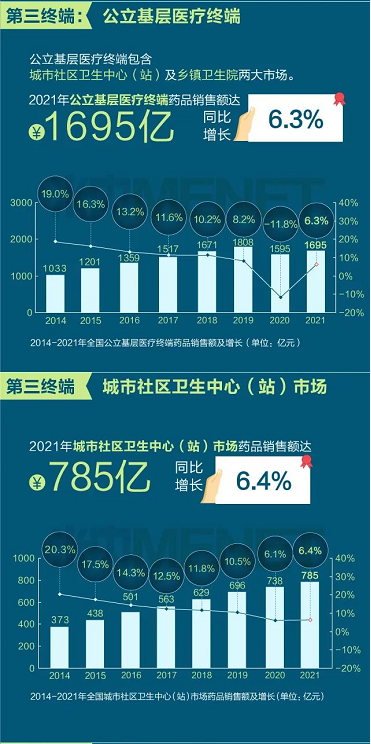 第三终端：公立基层医疗终端
公立基层医疗终端包含
城市社区卫生中心（站）及乡镇卫生院两大市场。
2021年公立基层医疗终端药品销售额达
¥1695亿 同比增长 6.3%
19.0% 16.3% 13.2% 11.6% 10.2% 8.2% -11.8% 6.3%
3000 40%
30%
2000 20%
10%
1000 0%
-10%
0 -20%
1033 1201 1359 1517 1671 1808 1595 1695
2014 2015 2016 2017 2018 2019 2020 2021
2014-2021年全国公立基层医疗终端药品销售额及增长（单位：亿元）
第三终端 城市社区卫生中心（站）市场
2021年城市社区卫生中心（站）市场药品销售额达
¥785亿 同比增长 6.4%
20.3% 17.5% 14.3% 12.5% 11.8% 10.5% 6.1% 6.4%
1000 40%
800 30%
20%
600 10%
400 0%
200 -10%
0 -20%
373 438 501 563 629 696 738 785
2014 2015 2016 2017 2018 2019 2020 2021
2014-2021年全国城市社区卫生中心（站）市场药品销售额及增长（单位：亿元）